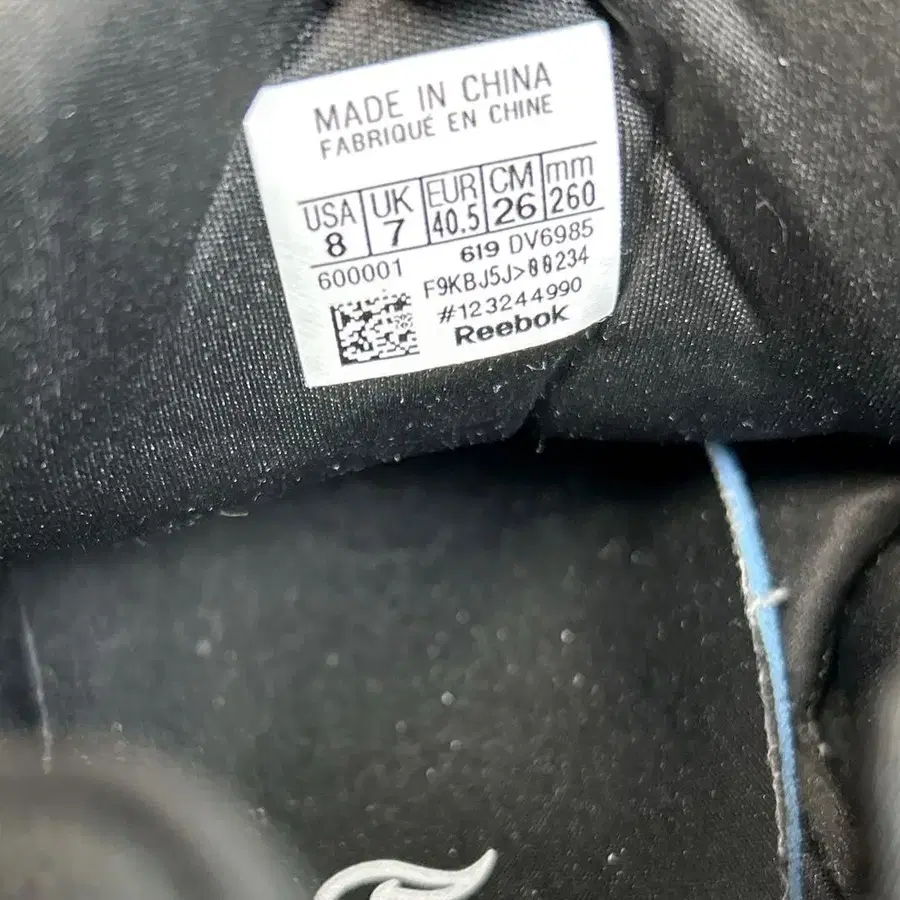 MADE IN CHINA
FABRIQUÉ EN CHINE
USA UK EUR CM mm
8 7 40.5 26 260
600001 619 DV6985
F9KBJ5J>00234
#123244990
Reebok